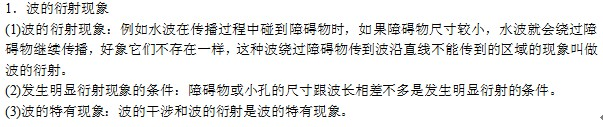 1．波的衍射现象
(1)波的衍射现象：例如水波在传播过程中碰到障碍物时，如果障碍物尺寸较小，水波就会绕过障
碍物继续传播，好象它们不存在一样，这种波绕过障碍物传到波沿直线不能传到的区域的现象叫做
波的衍射。
(2)发生明显衍射现象的条件：障碍物或小孔的尺寸跟波长相差不多是发生明显衍射的条件。
(3)波的特有现象：波的干涉和波的衍射是波的特有现象。